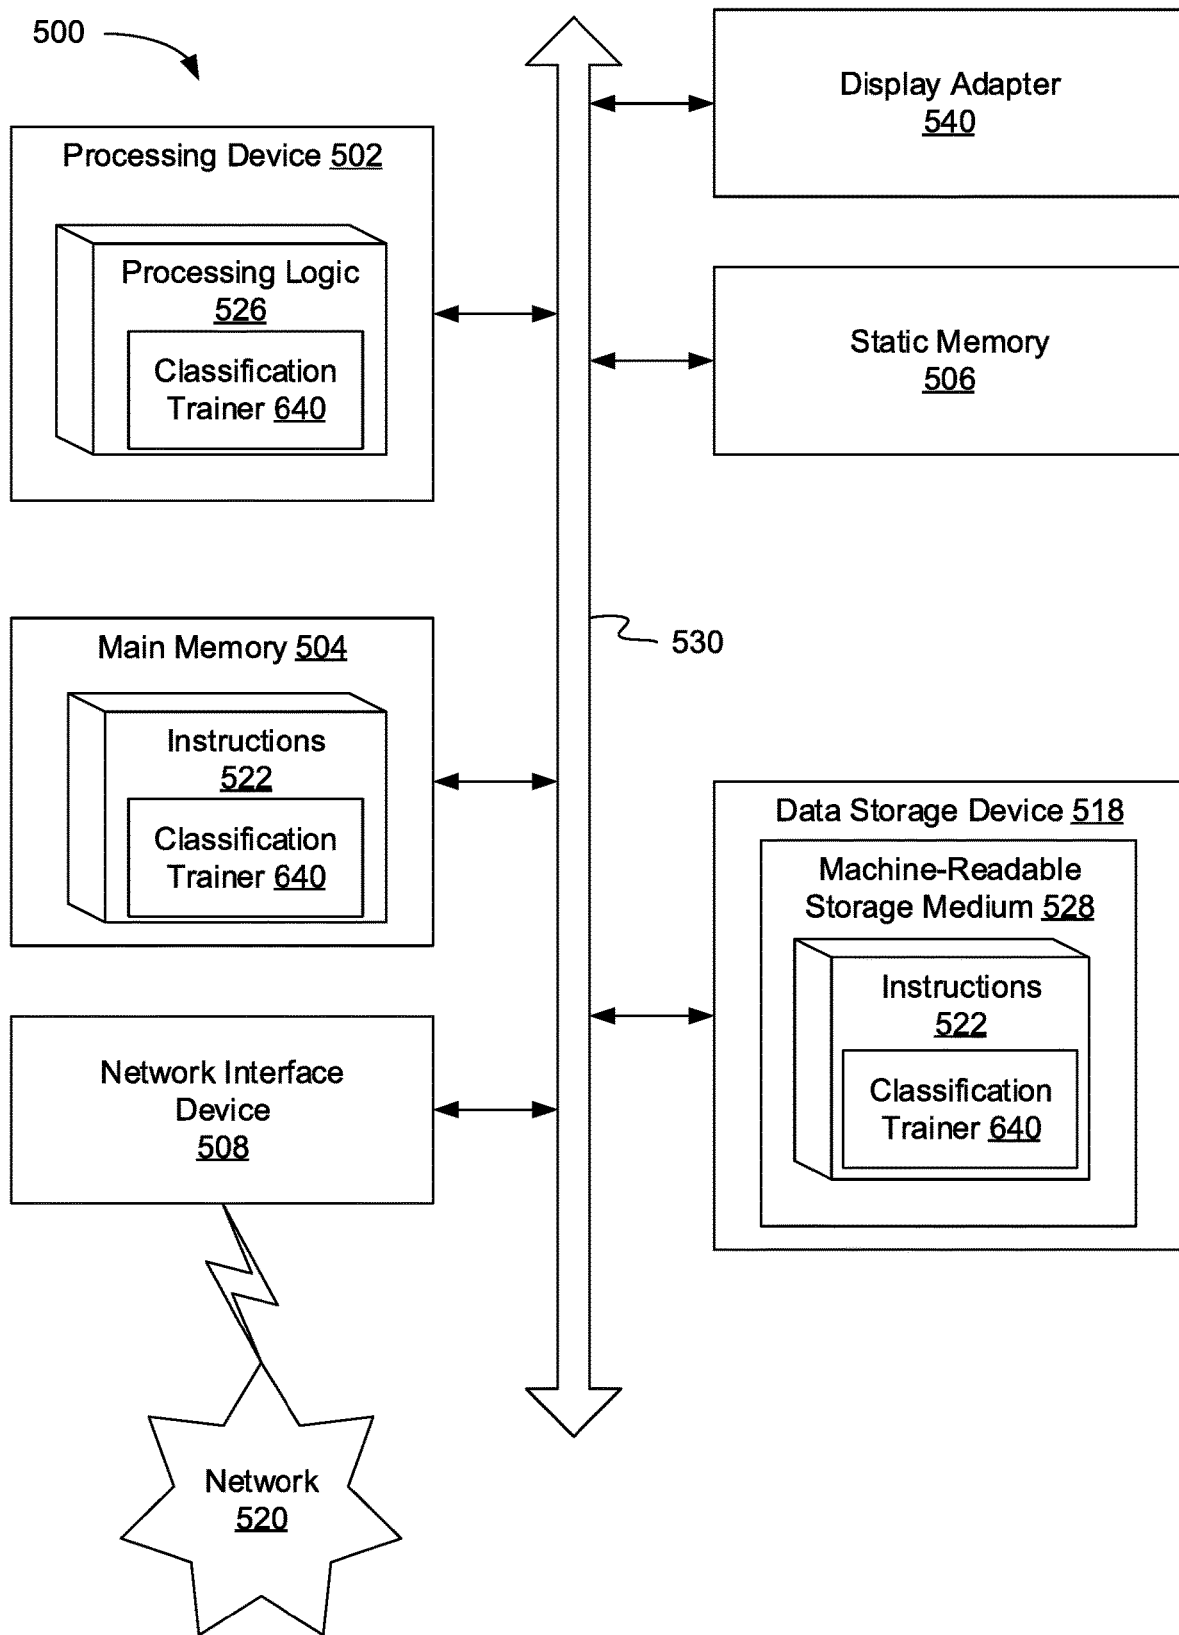 500
Processing Device 502
Processing Logic
526
Classification
Trainer 640
Main Memory 504
Instructions
522
Classification
Trainer 640
Network Interface
Device
508
Network
520
530
Display Adapter
540
Static Memory
506
Data Storage Device 518
Machine-Readable
Storage Medium 528
Instructions
522
Classification
Trainer 640